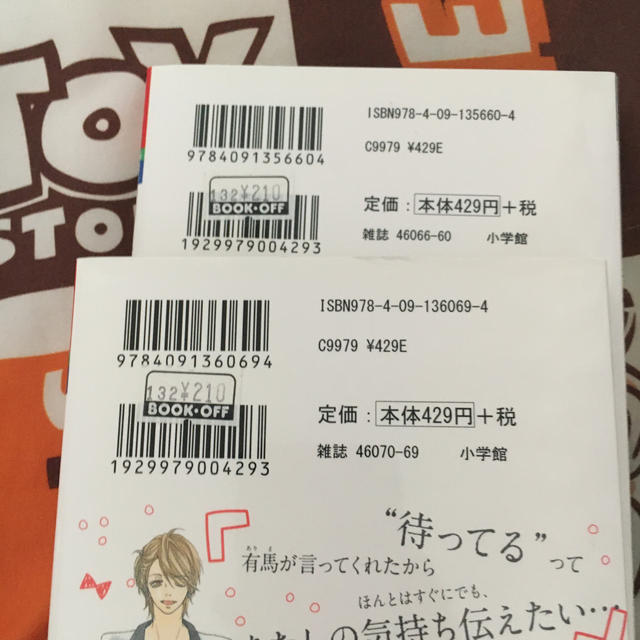 TOY
STO
E
ISBN978-4-09-135660-4
9784091356604
C9979 ¥429E
132¥210
BOOK·OFF
定価：本体429円＋税
1929979004293
雑誌 46066-60 小学館
ISBN978-4-09-136069-4
9784091360694
C9979 ¥429E
132¥210
BOOK·OFF
定価：本体429円＋税
1929979004293
雑誌 46070-69 小学館
“待ってる”って
有馬が言ってくれたから
ほんとはすぐにでも、
の気持ち伝えたい…